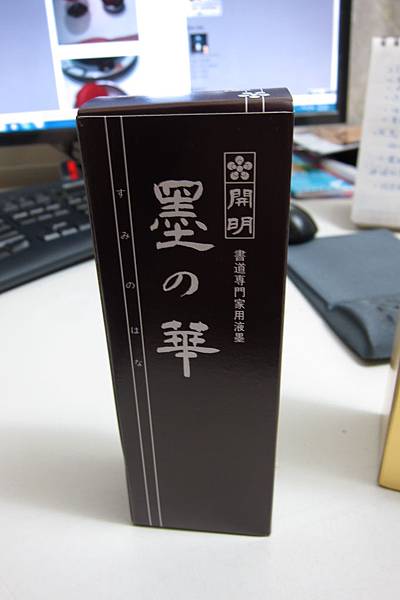 開明
書道専門家用液墨
墨の華
すみのはな